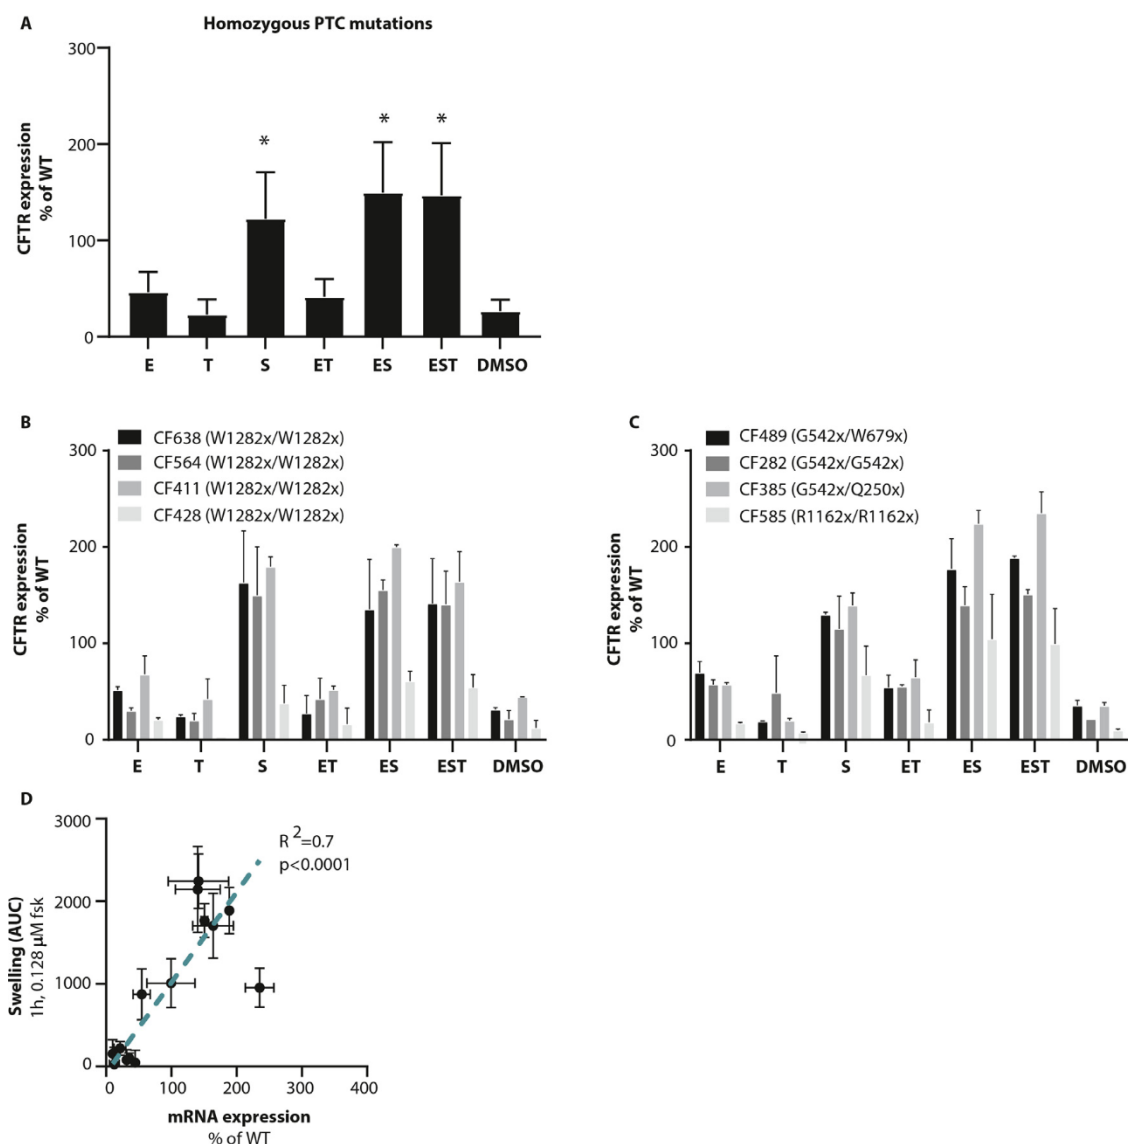 A
Homozygous PTC mutations
CFTR expression
% of WT
300
200
100
0
*
*
*
E T S ET ES EST DMSO
B
CF638 (W1282x/W1282x)
CF564 (W1282x/W1282x)
CF411 (W1282x/W1282x)
CF428 (W1282x/W1282x)
CFTR expression
% of WT
300
200
100
0
E T S ET ES EST DMSO
C
CF489 (G542x/W679x)
CF282 (G542x/G542x)
CF385 (G542x/Q250x)
CF585 (R1162x/R1162x)
CFTR expression
% of WT
300
200
100
0
E T S ET ES EST DMSO
D
Swelling (AUC)
1h, 0.128 µM fsk
3000
2000
1000
0
R²=0.7
p<0.0001
0 100 200 300 400
mRNA expression
% of WT